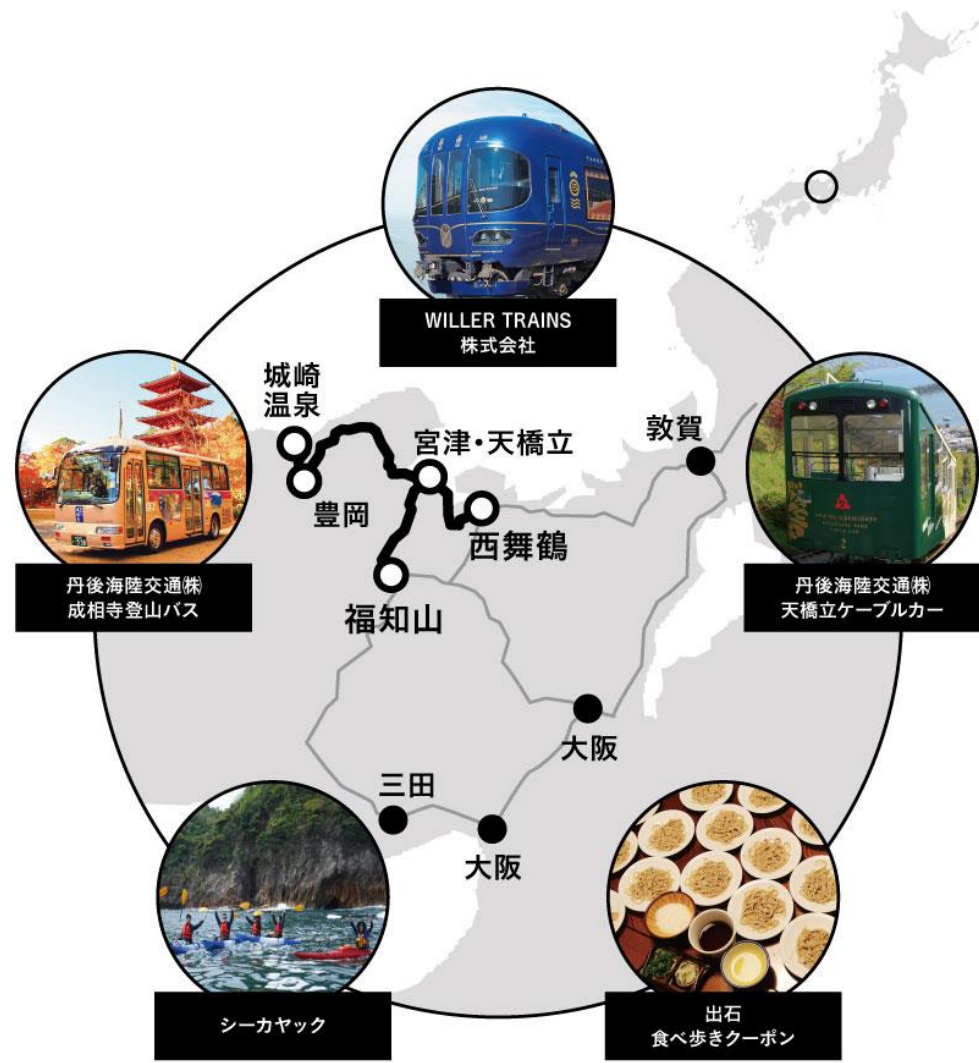 WILLER TRAINS
株式会社
城崎
温泉
宮津・天橋立
敦賀
豊岡
西舞鶴
丹後海陸交通㈱
成相寺登山バス
丹後海陸交通㈱
天橋立ケーブルカー
福知山
大阪
三田
大阪
シーカヤック
出石
食べ歩きクーポン